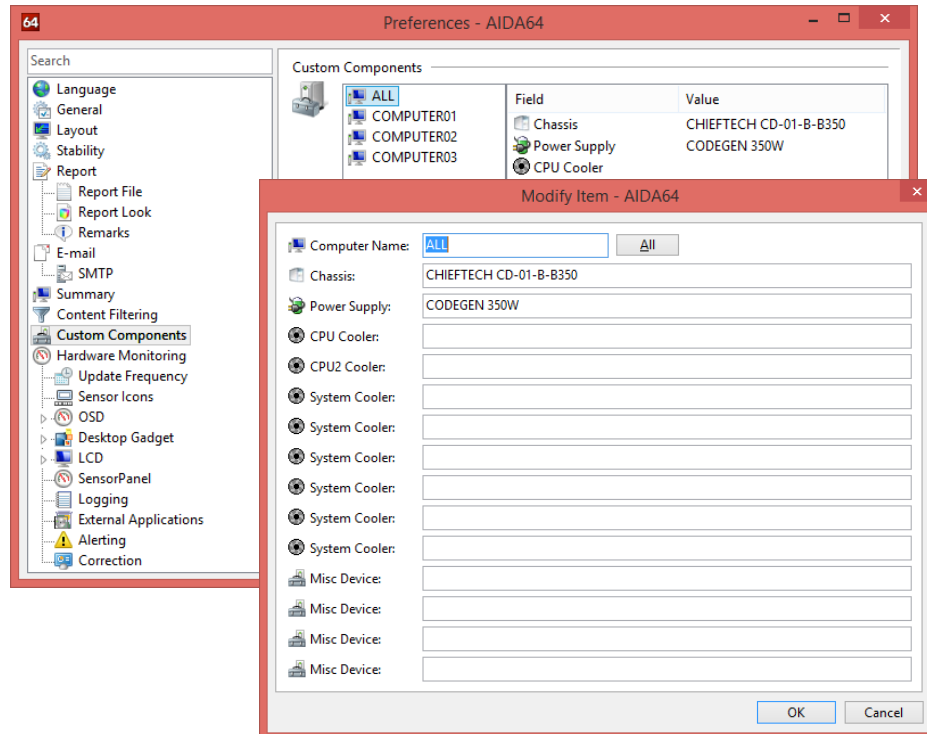 64
Preferences - AIDA64
Search
Language
General
Layout
Stability
Report
Report File
Report Look
Remarks
E-mail
SMTP
Summary
Content Filtering
Custom Components
Hardware Monitoring
Update Frequency
Sensor Icons
OSD
Desktop Gadget
LCD
SensorPanel
Logging
External Applications
Alerting
Correction
Custom Components
ALL
COMPUTER01
COMPUTER02
COMPUTER03
Field Value
Chassis CHIEFTECH CD-01-B-B350
Power Supply CODEGEN 350W
CPU Cooler
Modify Item - AIDA64
Computer Name: ALL All
Chassis: CHIEFTECH CD-01-B-B350
Power Supply: CODEGEN 350W
CPU Cooler:
CPU2 Cooler:
System Cooler:
System Cooler:
System Cooler:
System Cooler:
System Cooler:
System Cooler:
Misc Device:
Misc Device:
Misc Device:
Misc Device:
OK Cancel